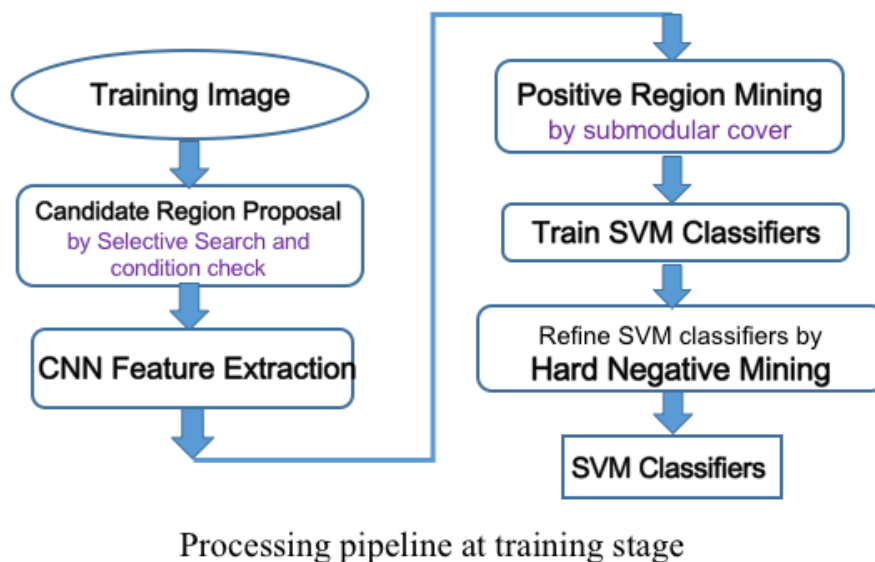 Training Image
Candidate Region Proposal
by Selective Search and
condition check
CNN Feature Extraction
Positive Region Mining
by submodular cover
Train SVM Classifiers
Refine SVM classifiers by
Hard Negative Mining
SVM Classifiers
Processing pipeline at training stage